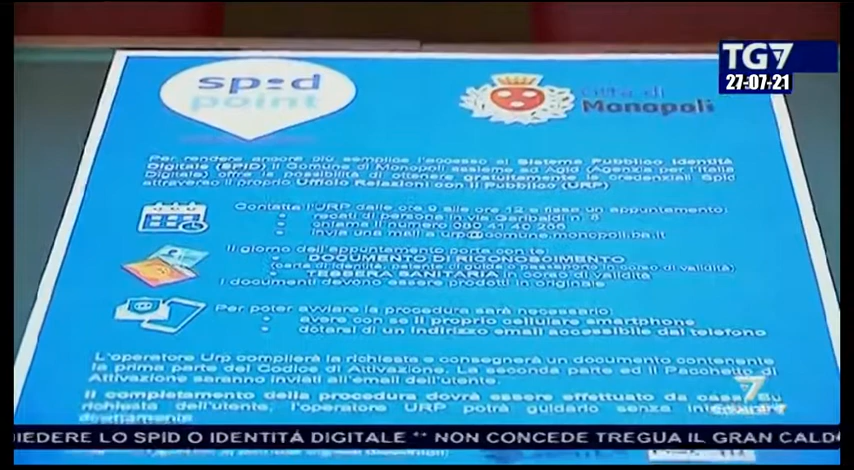 TG7
27-07-21
spid
point
Città di
Monopoli
Per rendere ancora più semplice l'accesso al Sistema Pubblico Identità
Digitale (SPID) il Comune di Monopoli assieme ad Agid (Agenzia per l'Italia
Digitale) offre la possibilità di ottenere gratuitamente le credenziali Spid
attraverso il proprio Ufficio Relazioni con il Pubblico (URP)
Contatta l'URP dalle ore 9 alle ore 12 e fissa un appuntamento:
recati di persona in via Garibaldi n. 6
chiama il numero 080 41 40 266
invia una mail a urp@comune.monopoli.ba.it
Il giorno dell'appuntamento porta con te:
DOCUMENTO DI RICONOSCIMENTO
(carta di identità, patente di guida o passaporto in corso di validità)
TESSERA SANITARIA in corso di validità
I documenti devono essere prodotti in originale
Per poter avviare la procedura sarà necessario
avere con se il proprio cellulare smartphone
dotarsi di un indirizzo email accessibile dal telefono
L'operatore Urp compilerà la richiesta e consegnerà un documento contenente
la prima parte del Codice di Attivazione. La seconda parte ed il Pacchetto di
Attivazione saranno inviati all'email dell'utente.
Il completamento della procedura dovrà essere effettuato da casa. Su
richiesta dell'utente, l'operatore URP potrà guidarlo senza
direttamente
7
IEDERE LO SPID O IDENTITÁ DIGITALE ** NON CONCEDE TREGUA IL GRAN CALD